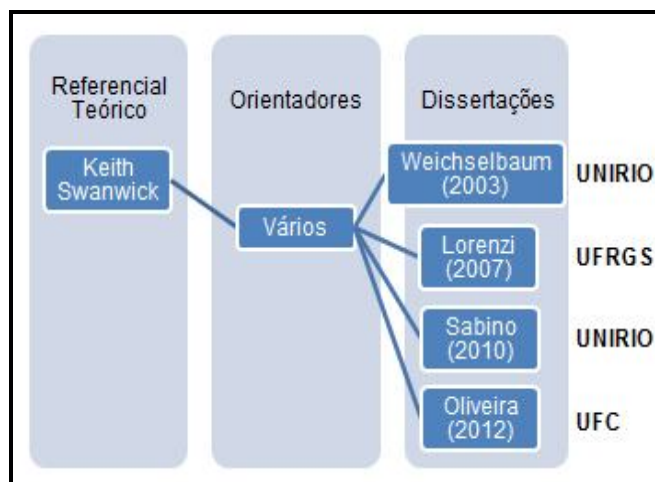 Referencial
Teórico
Orientadores
Dissertações
Keith
Swanwick
Vários
Weichselbaum
(2003)
UNIRIO
Lorenzi
(2007)
UFRGS
Sabino
(2010)
UNIRIO
Oliveira
(2012)
UFC